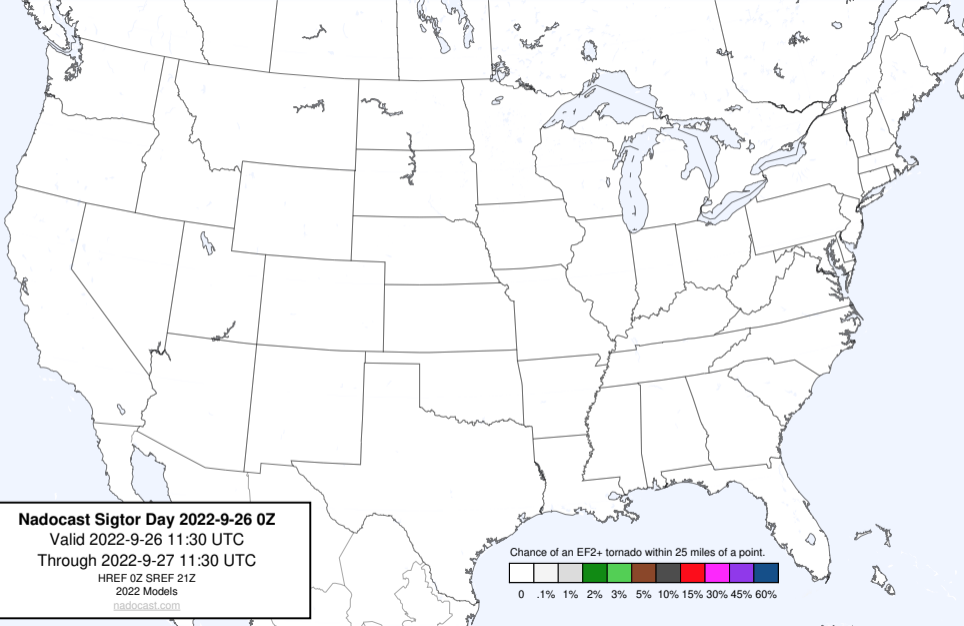 Nadocast Sigtor Day 2022-9-26 0Z
Valid 2022-9-26 11:30 UTC
Through 2022-9-27 11:30 UTC
HREF 0Z SREF 21Z
2022 Models
nadocast.com
Chance of an EF2+ tornado within 25 miles of a point.
0 .1% 1% 2% 3% 5% 10% 15% 30% 45% 60%